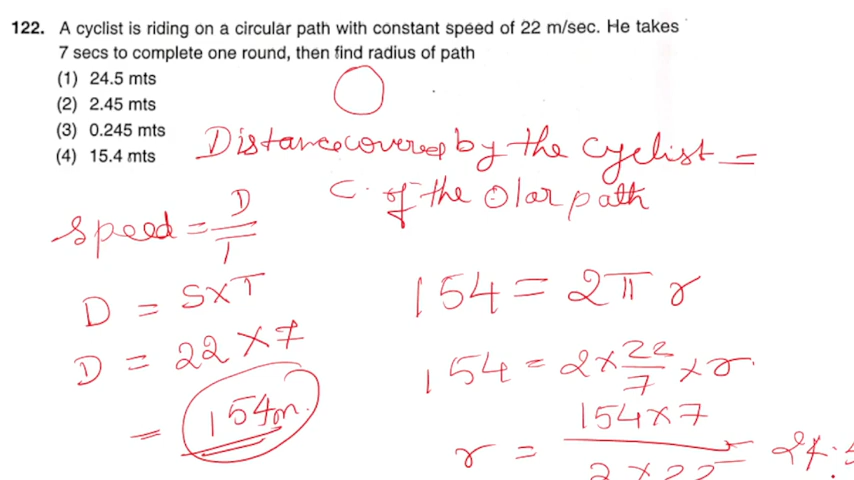 122. A cyclist is riding on a circular path with constant speed of 22 m/sec. He takes
7 secs to complete one round, then find radius of path
(1) 24.5 mts
(2) 2.45 mts
(3) 0.245 mts
(4) 15.4 mts
Distance covered by the cyclist =
C. of the Olar path
Speed = D/T
D = S×T
D = 22 × 7
= 154m
154 = 2π r
154 = 2 × 22/7 × r
r = 154×7 / 2×22 = 24.5